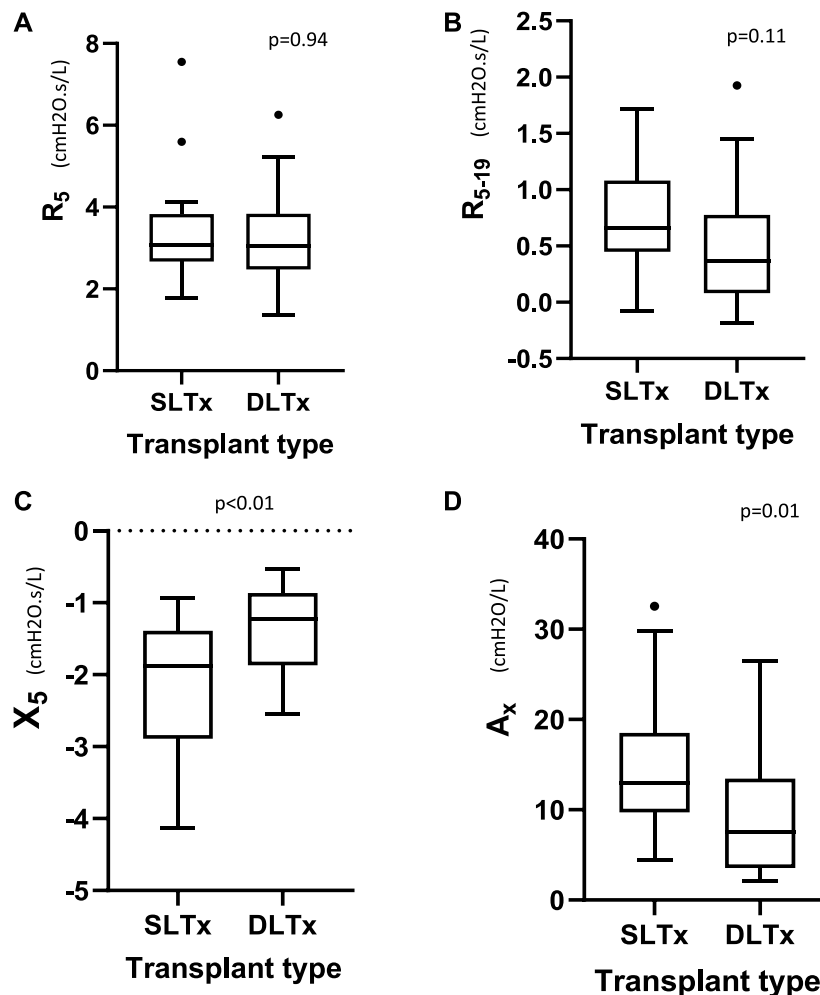 A
p=0.94
R5 (cmH2O.s/L)
8
6
4
2
0
SLTx DLTx
Transplant type
B
p=0.11
R5-19 (cmH2O.s/L)
2.5
2.0
1.5
1.0
0.5
0.0
-0.5
SLTx DLTx
Transplant type
C
p<0.01
X5 (cmH2O.s/L)
0
-1
-2
-3
-4
-5
SLTx DLTx
Transplant type
D
p=0.01
Ax (cmH2O/L)
40
30
20
10
0
SLTx DLTx
Transplant type